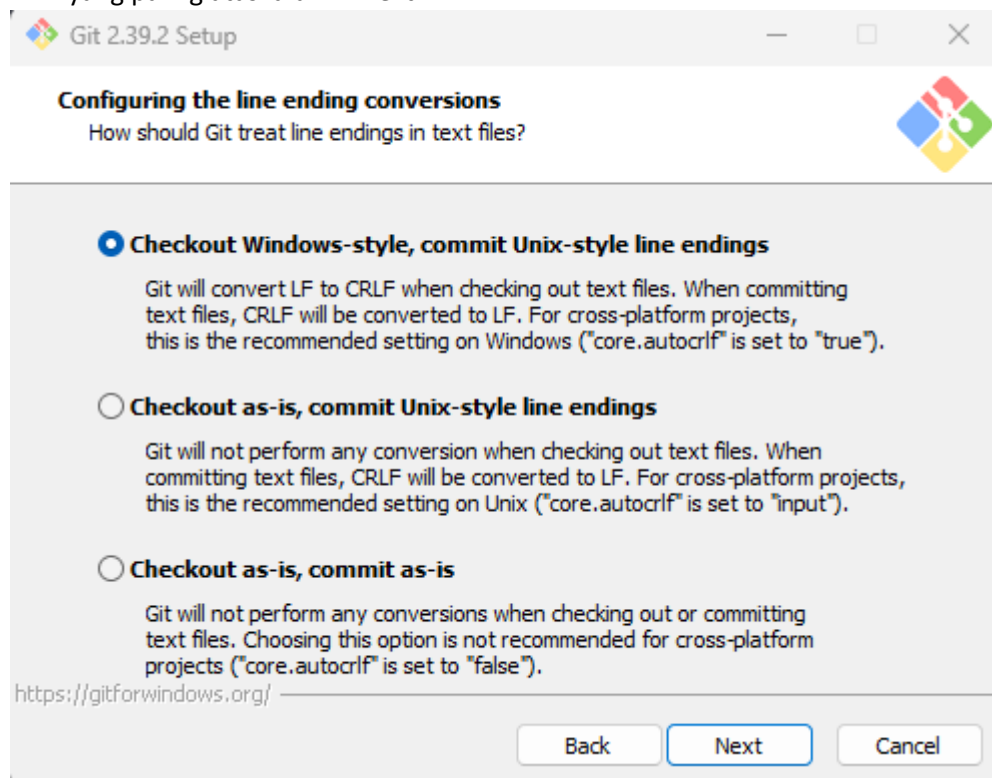 Git 2.39.2 Setup
Configuring the line ending conversions
How should Git treat line endings in text files?
Checkout Windows-style, commit Unix-style line endings
Git will convert LF to CRLF when checking out text files. When committing
text files, CRLF will be converted to LF. For cross-platform projects,
this is the recommended setting on Windows ("core.autocrlf" is set to "true").
Checkout as-is, commit Unix-style line endings
Git will not perform any conversion when checking out text files. When
committing text files, CRLF will be converted to LF. For cross-platform projects,
this is the recommended setting on Unix ("core.autocrlf" is set to "input").
Checkout as-is, commit as-is
Git will not perform any conversions when checking out or committing
text files. Choosing this option is not recommended for cross-platform
projects ("core.autocrlf" is set to "false").
https://gitforwindows.org/
Back Next Cancel